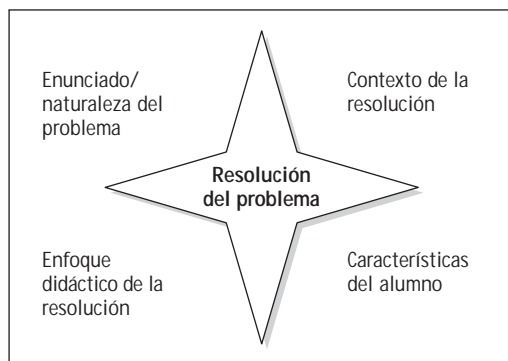 Enunciado/
naturaleza del
problema
Contexto de la
resolución
Resolución
del problema
Enfoque
didáctico de la
resolución
Características
del alumno